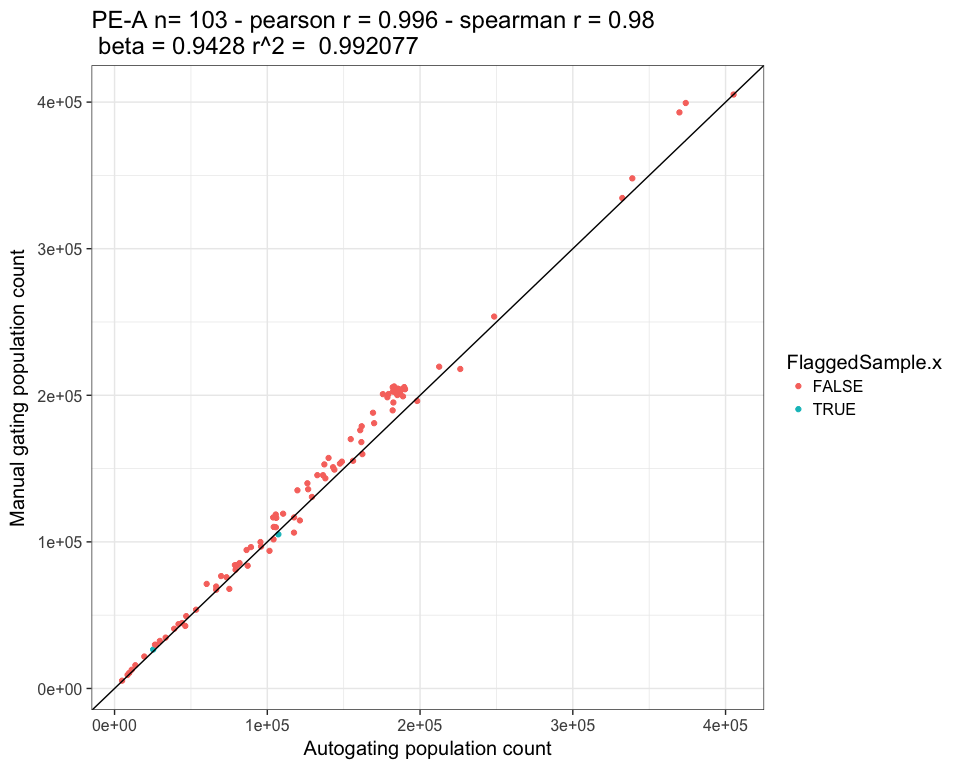 PE-A n= 103 - pearson r = 0.996 - spearman r = 0.98
beta = 0.9428 r^2 =  0.992077
4e+05
3e+05
2e+05
1e+05
0e+00
Manual gating population count
0e+00 1e+05 2e+05 3e+05 4e+05
Autogating population count
FlaggedSample.x
FALSE
TRUE